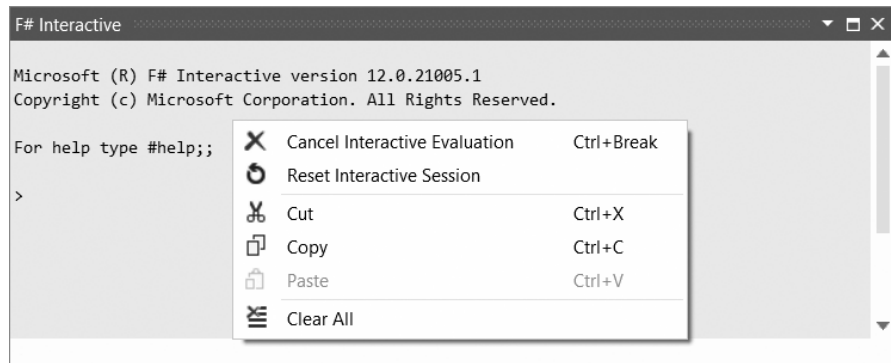 F# Interactive
Microsoft (R) F# Interactive version 12.0.21005.1
Copyright (c) Microsoft Corporation. All Rights Reserved.
For help type #help;;
>
Cancel Interactive Evaluation Ctrl+Break
Reset Interactive Session
Cut Ctrl+X
Copy Ctrl+C
Paste Ctrl+V
Clear All